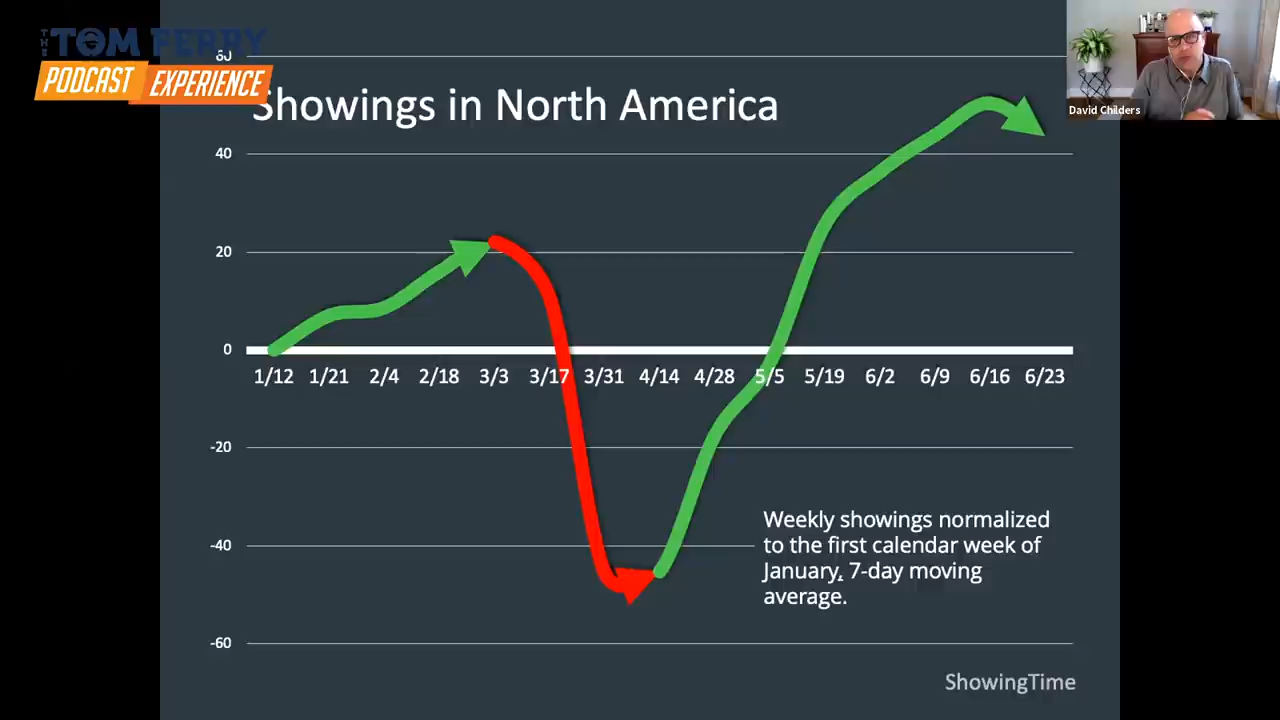 THE TOM FERRY
PODCAST EXPERIENCE
David Childers
Showings in North America
60
40
20
0
-20
-40
-60
1/12 1/21 2/4 2/18 3/3 3/17 3/31 4/14 4/28 5/5 5/19 6/2 6/9 6/16 6/23
Weekly showings normalized
to the first calendar week of
January, 7-day moving
average.
ShowingTime